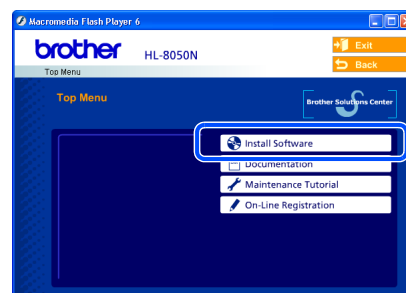 Macromedia Flash Player 6
brother
HL-8050N
Exit
Back
Top Menu
Top Menu
Brother Solutions Center
Install Software
Documentation
Maintenance Tutorial
On-Line Registration